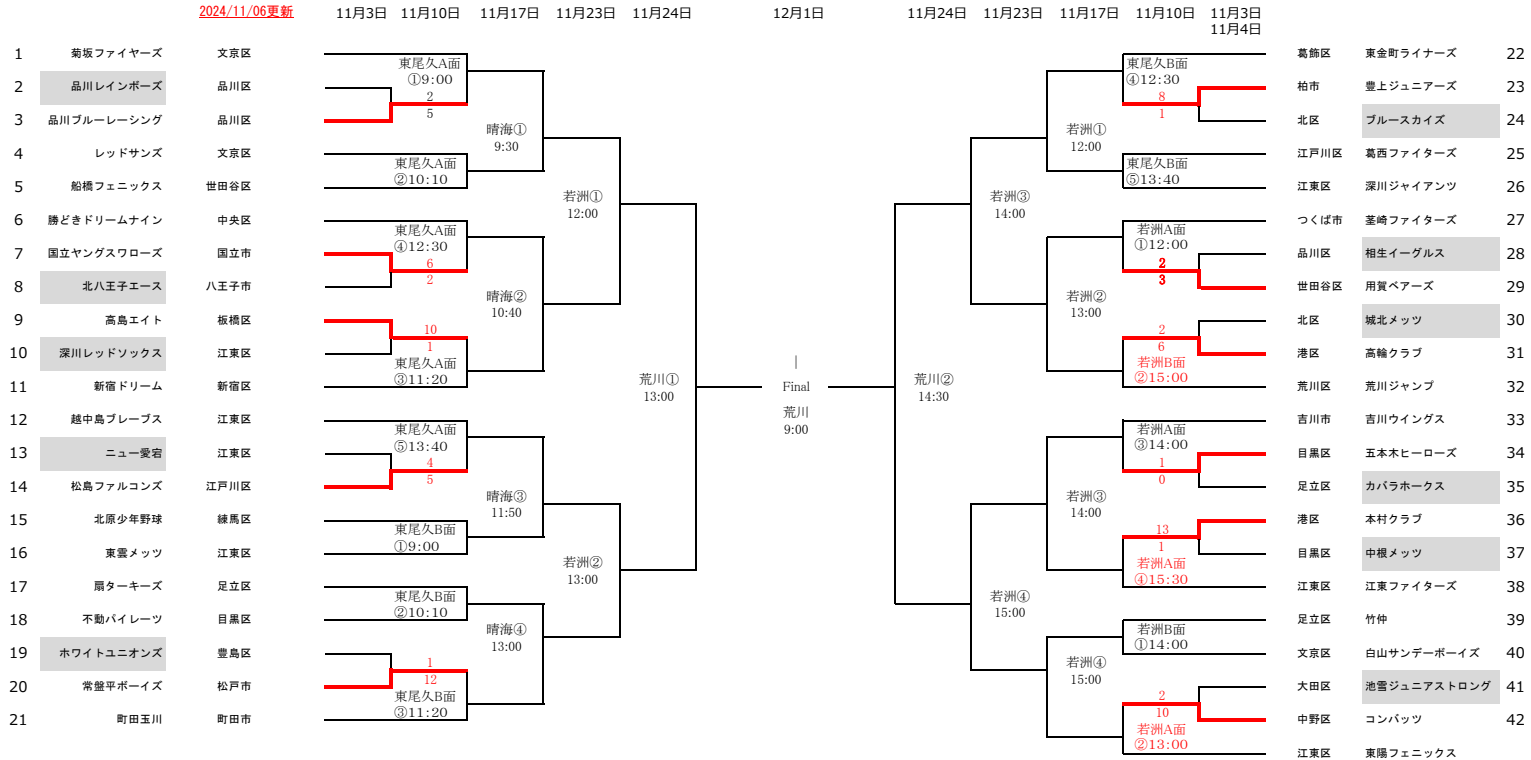 2024/11/06更新 11月3日 11月10日 11月17日 11月23日 11月24日 12月1日 11月24日 11月23日 11月17日 11月10日 11月3日
11月4日
1 菊坂ファイヤーズ 文京区
2 品川レインボーズ 品川区
3 品川ブルーレーシング 品川区
4 レッドサンズ 文京区
5 船橋フェニックス 世田谷区
6 勝どきドリームナイン 中央区
7 国立ヤングスワローズ 国立市
8 北八王子エース 八王子市
9 高島エイト 板橋区
10 深川レッドソックス 江東区
11 新宿ドリーム 新宿区
12 越中島ブレーブス 江東区
13 ニュー愛宕 江東区
14 松島ファルコンズ 江戸川区
15 北原少年野球 練馬区
16 東雲メッツ 江東区
17 扇ターキーズ 足立区
18 不動パイレーツ 目黒区
19 ホワイトユニオンズ 豊島区
20 常盤平ボーイズ 松戸市
21 町田玉川 町田市
東尾久A面
①9:00
2
5
東尾久A面
②10:10
東尾久A面
④12:30
6
2
10
1
東尾久A面
③11:20
東尾久A面
⑤13:40
4
5
東尾久B面
①9:00
東尾久B面
②10:10
1
12
東尾久B面
③11:20
晴海①
9:30
晴海②
10:40
晴海③
11:50
晴海④
13:00
若洲①
12:00
若洲②
13:00
荒川①
13:00
|
Final
荒川
9:00
荒川②
14:30
若洲③
14:00
若洲④
15:00
若洲①
12:00
若洲②
13:00
若洲③
14:00
若洲④
15:00
東尾久B面
④12:30
8
1
東尾久B面
⑤13:40
若洲A面
①12:00
2
3
2
6
若洲B面
②15:00
若洲A面
③14:00
1
0
13
1
若洲A面
④15:30
若洲B面
①14:00
2
10
若洲A面
②13:00
葛飾区 東金町ライナーズ 22
柏市 豊上ジュニアーズ 23
北区 ブルースカイズ 24
江戸川区 葛西ファイターズ 25
江東区 深川ジャイアンツ 26
つくば市 茎崎ファイターズ 27
品川区 相生イーグルス 28
世田谷区 用賀ベアーズ 29
北区 城北メッツ 30
港区 高輪クラブ 31
荒川区 荒川ジャンプ 32
吉川市 吉川ウイングス 33
目黒区 五本木ヒーローズ 34
足立区 カバラホークス 35
港区 本村クラブ 36
目黒区 中根メッツ 37
江東区 江東ファイターズ 38
足立区 竹仲 39
文京区 白山サンデーボーイズ 40
大田区 池雪ジュニアストロング 41
中野区 コンバッツ 42
江東区 東陽フェニックス